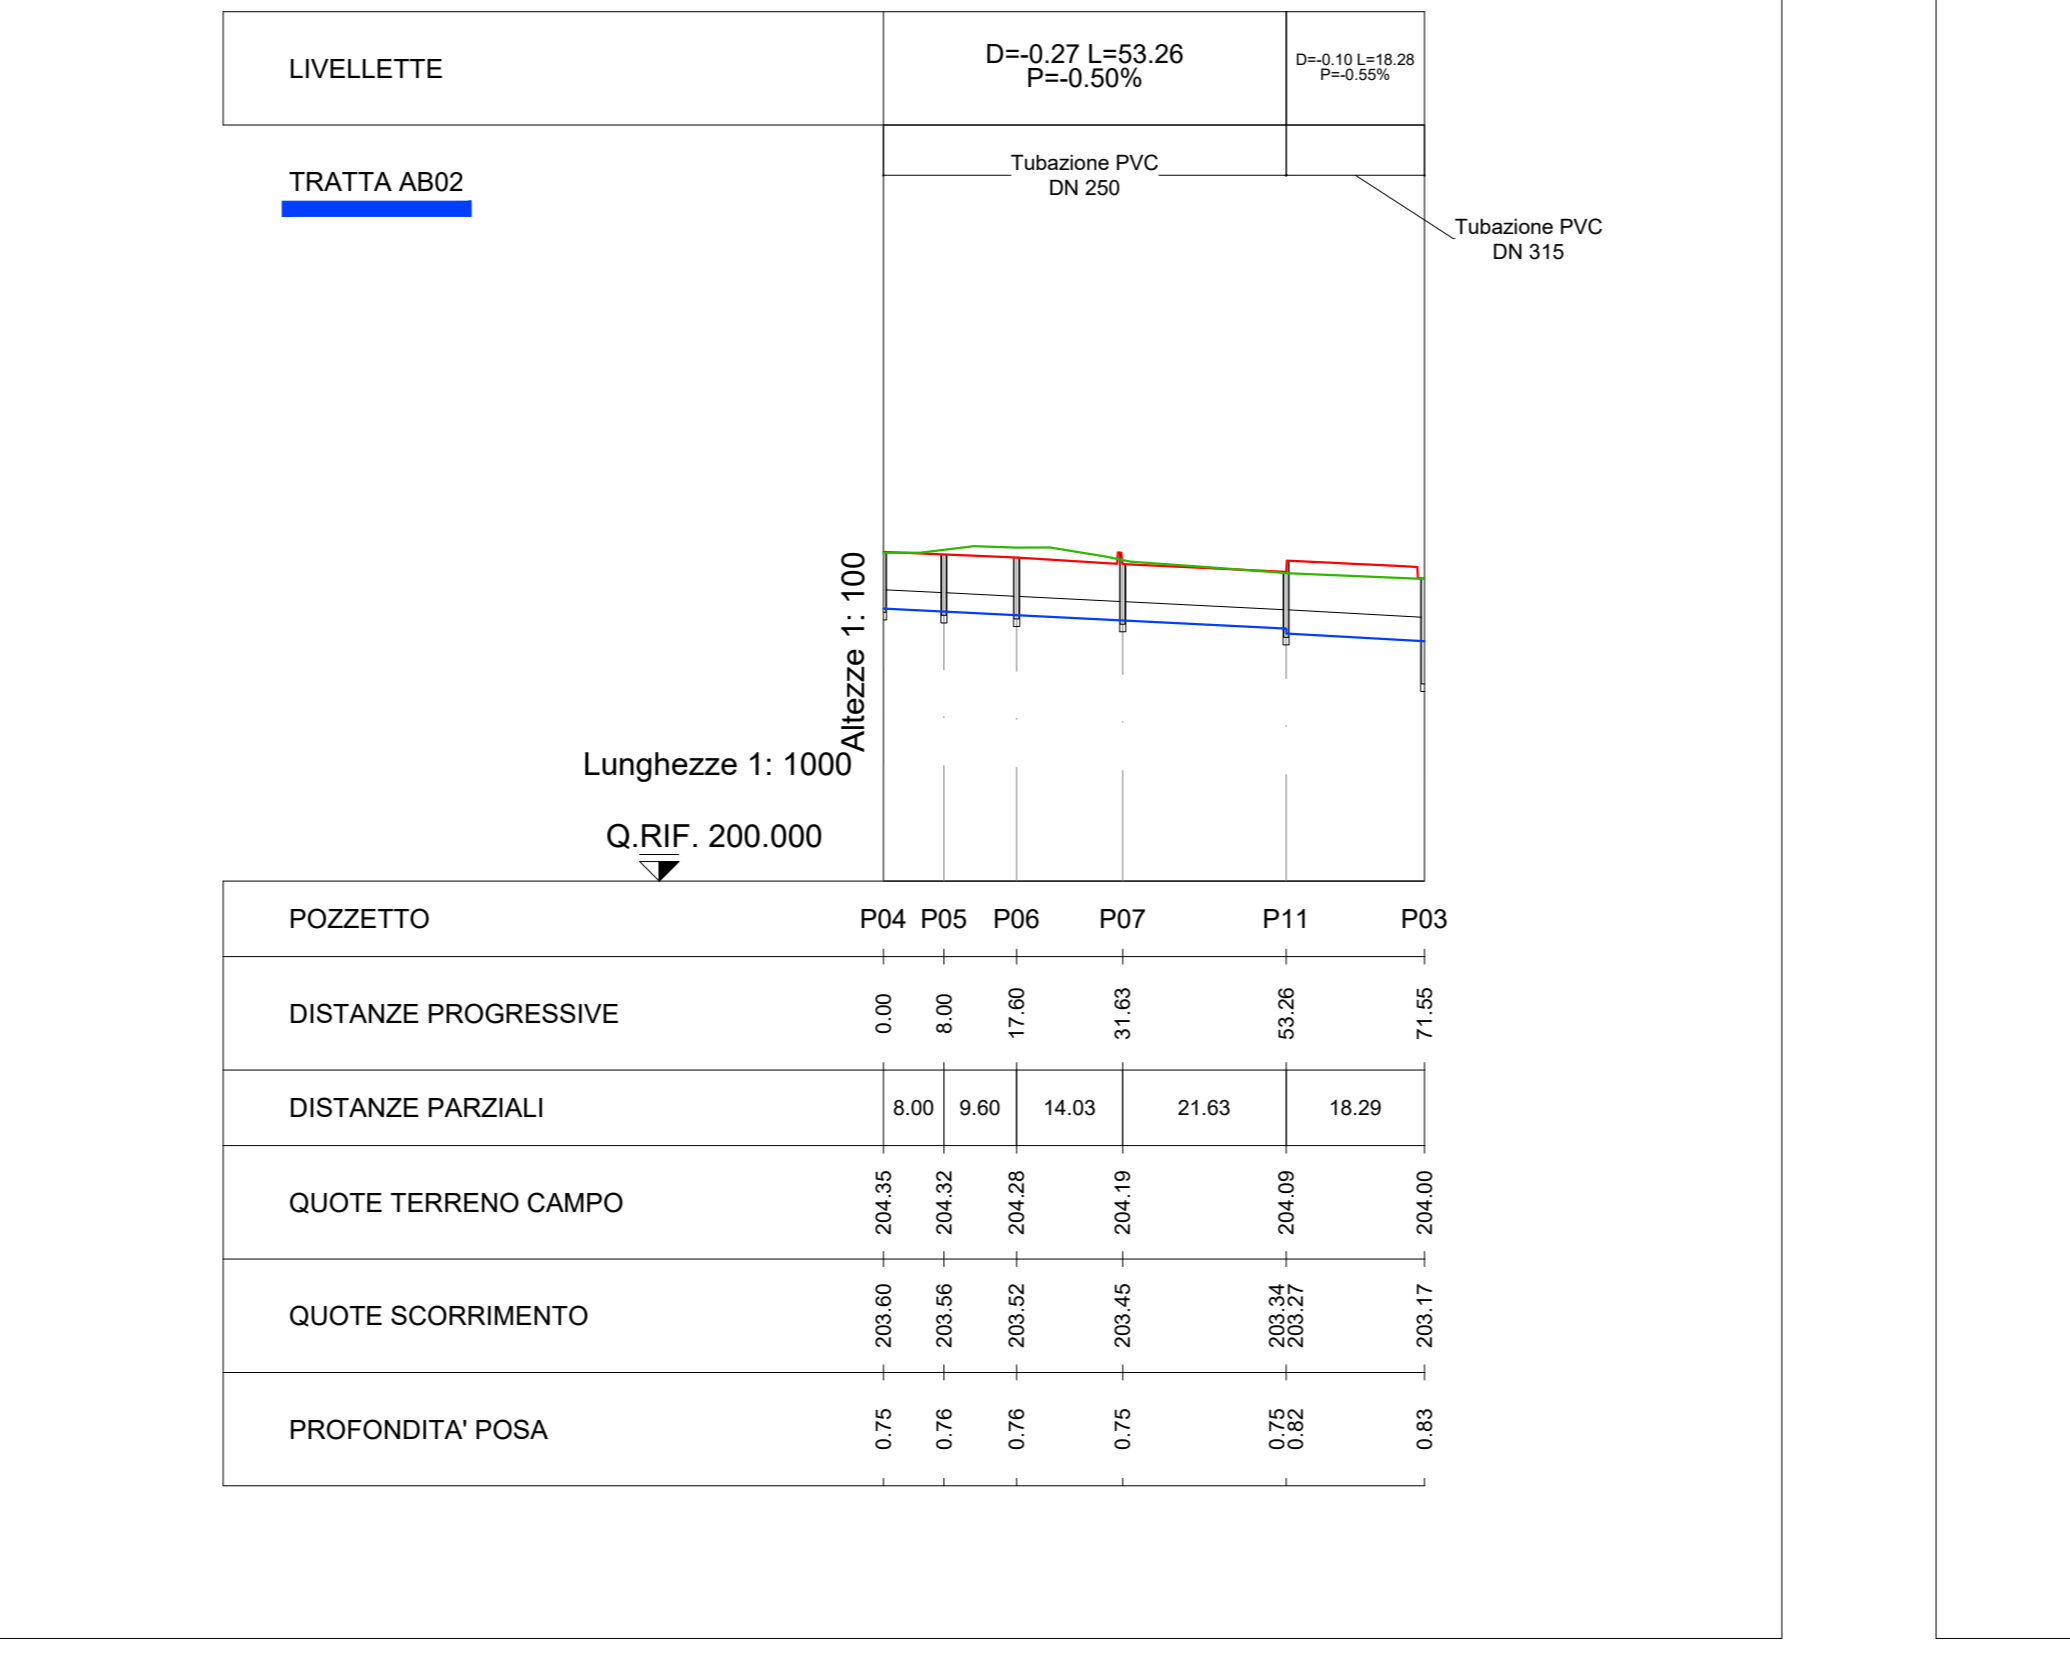 LIVELLETTE
D=-0.27 L=53.26
P=-0.50%
D=-0.10 L=18.28
P=-0.55%
TRATTA AB02
Tubazione PVC
DN 250
Tubazione PVC
DN 315
Altezze 1: 100
Lunghezze 1: 1000
Q.RIF. 200.000
POZZETTO P04 P05 P06 P07 P11 P03
DISTANZE PROGRESSIVE 0.00 8.00 17.60 31.63 53.26 71.55
DISTANZE PARZIALI 8.00 9.60 14.03 21.63 18.29
QUOTE TERRENO CAMPO 204.35 204.32 204.28 204.19 204.09 204.00
QUOTE SCORRIMENTO 203.60 203.56 203.52 203.45 203.34 203.27 203.17
PROFONDITA' POSA 0.75 0.76 0.76 0.75 0.75 0.82 0.83